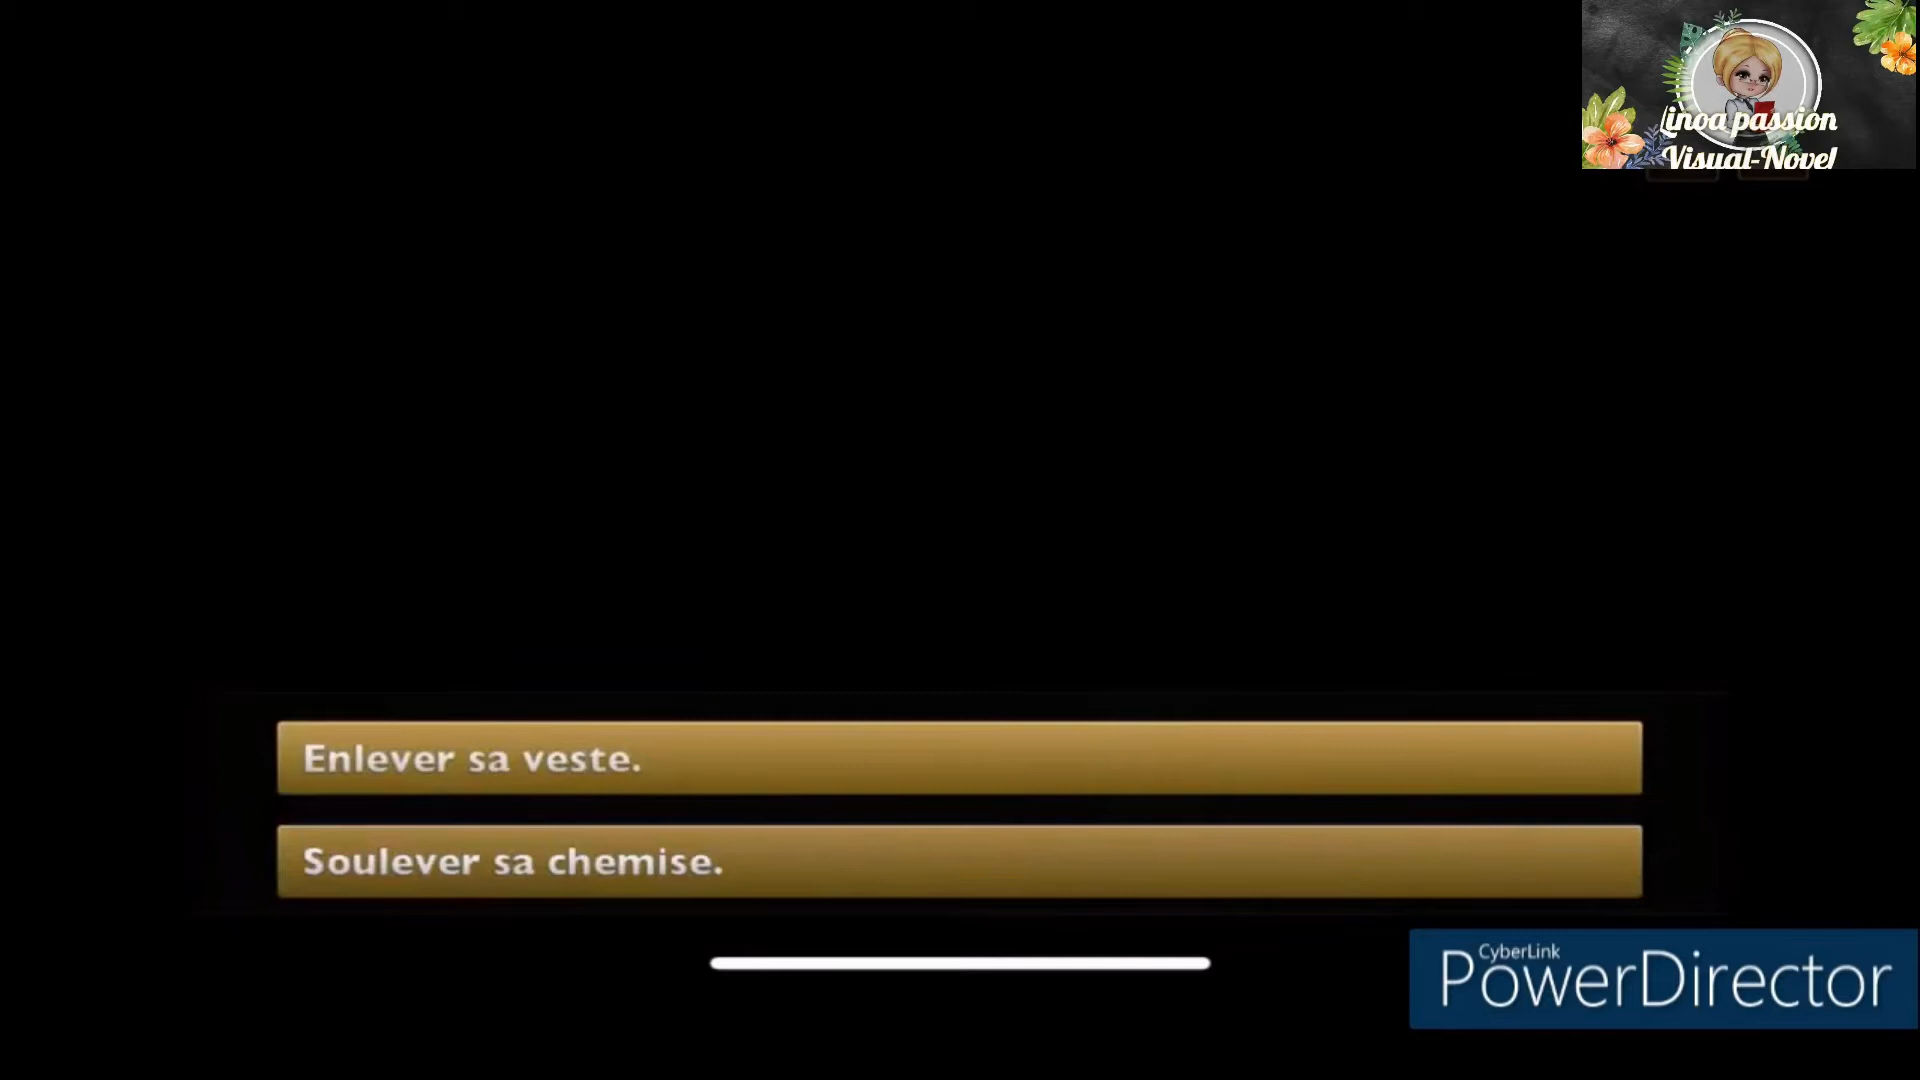 Linoa passion
Visual-Novel
Enlever sa veste.
Soulever sa chemise.
CyberLink
PowerDirector